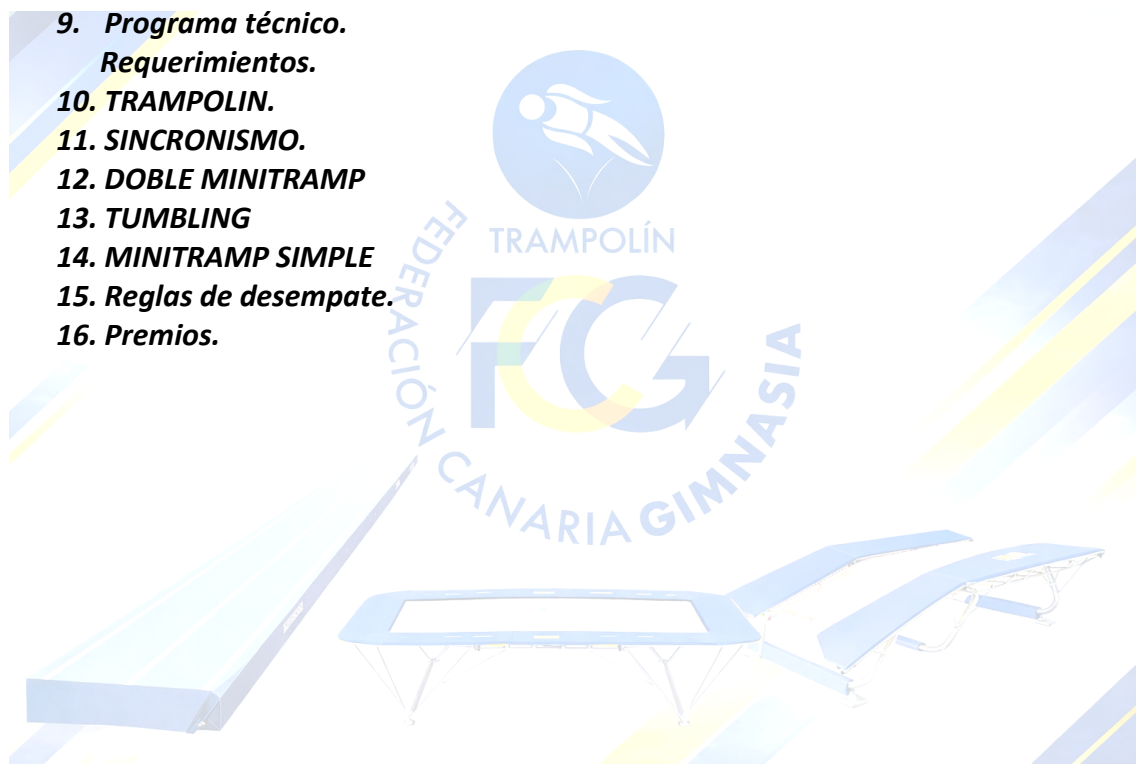 9. Programa técnico.
Requerimientos.
10. TRAMPOLIN.
11. SINCRONISMO.
12. DOBLE MINITRAMP
13. TUMBLING
14. MINITRAMP SIMPLE
15. Reglas de desempate.
16. Premios.
TRAMPOLÍN
FCG
FEDERACIÓN CANARIA GIMNASIA